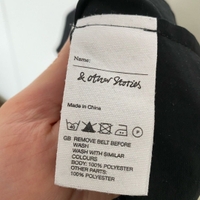 Name:
& other Stories
Made in China
GB: REMOVE BELT BEFORE
WASH
WASH WITH SIMILAR
COLOURS
BODY: 100% POLYESTER
OTHER PARTS:
100% POLYESTER